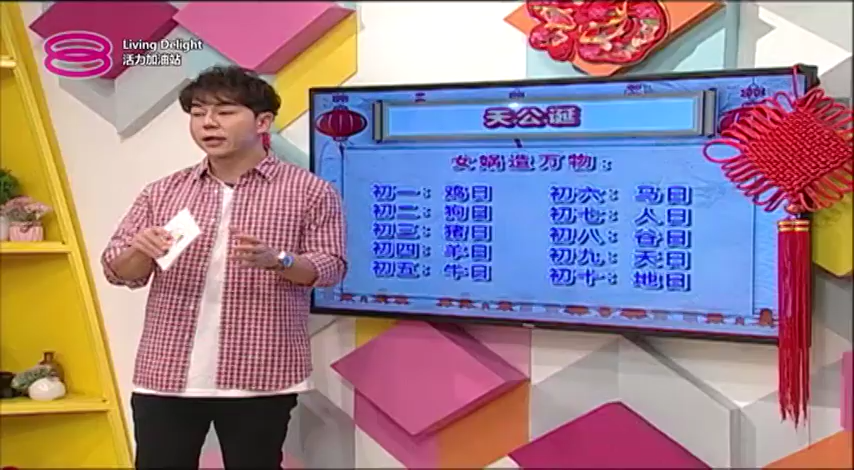 Living Delight
活力加油站
天公诞
女娲造万物：
初一：鸡日
初二：狗日
初三：猪日
初四：羊日
初五：牛日
初六：马日
初七：人日
初八：谷日
初九：天日
初十：地日